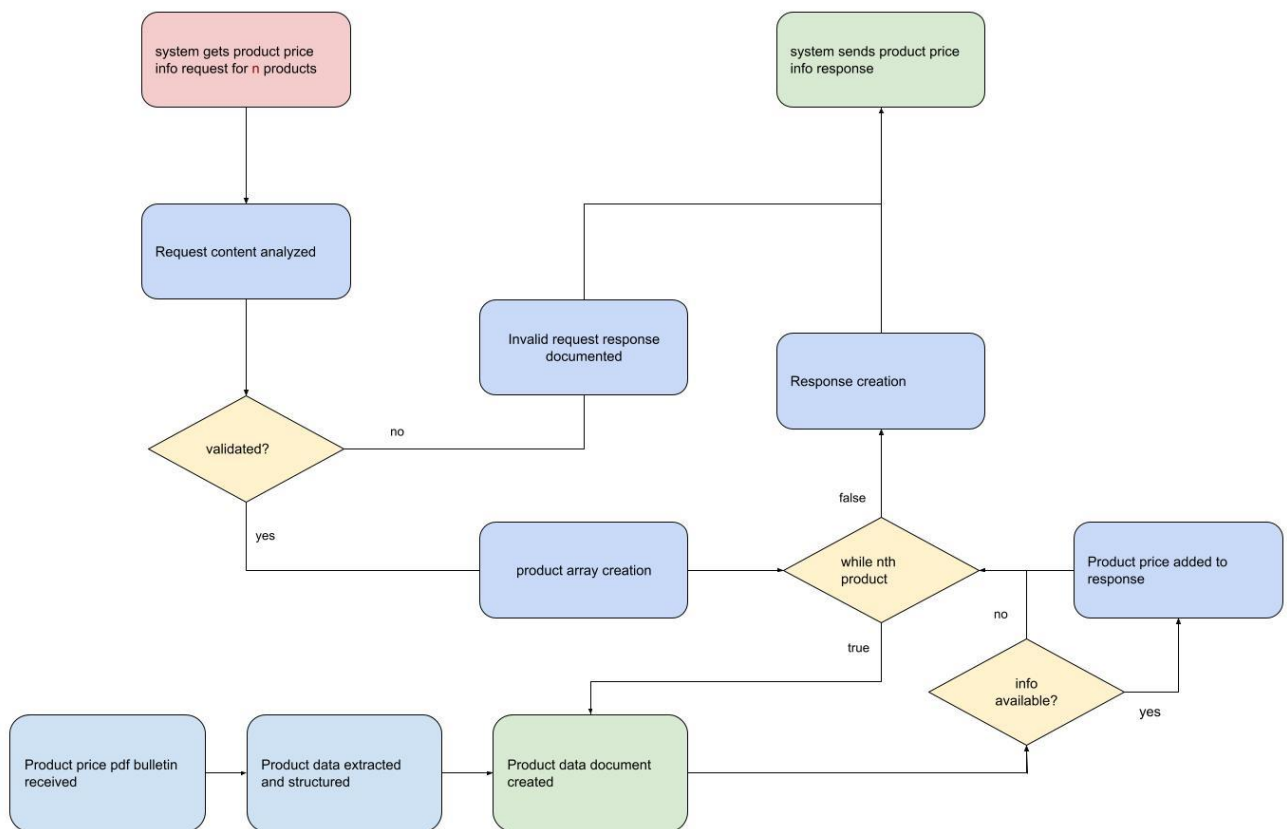 system gets product price
info request for n products
system sends product price
info response
Request content analyzed
Invalid request response
documented
Response creation
validated?
no
false
yes
product array creation
while nth
product
Product price added to
response
no
true
info
available?
yes
Product price pdf bulletin
received
Product data extracted
and structured
Product data document
created